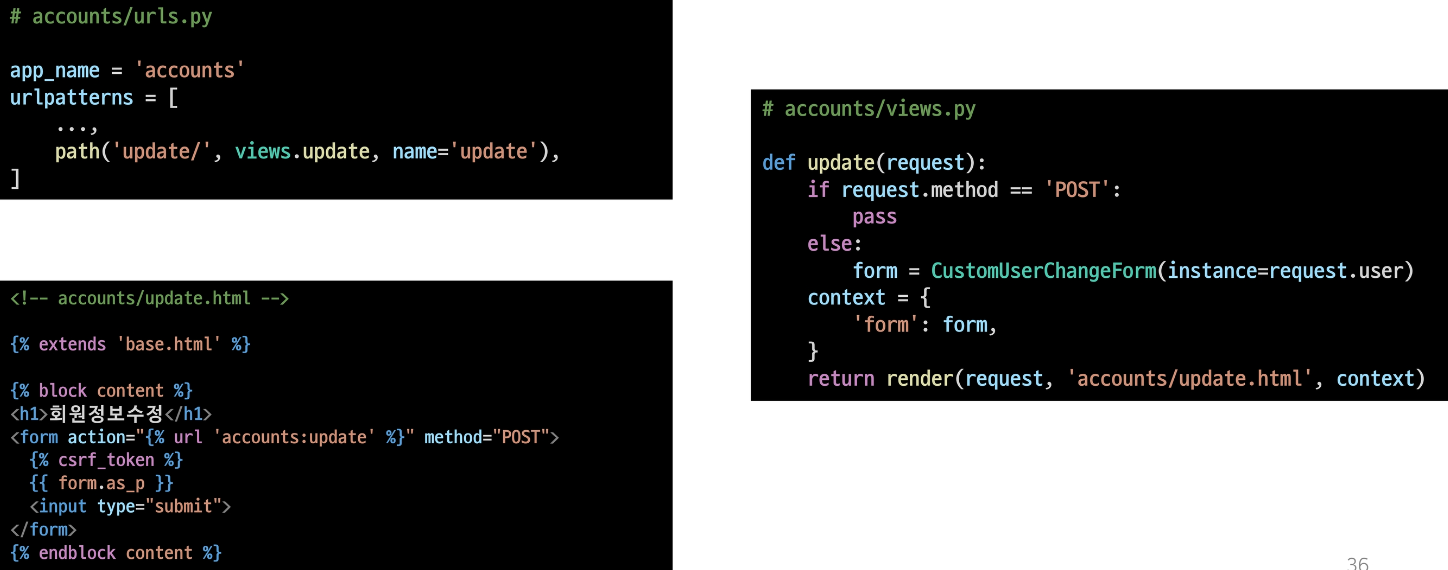 # accounts/urls.py
app_name = 'accounts'
urlpatterns = [
    ...,
    path('update/', views.update, name='update'),
]
<!-- accounts/update.html -->
{% extends 'base.html' %}
{% block content %}
<h1>회원정보수정</h1>
<form action="{% url 'accounts:update' %}" method="POST">
  {% csrf_token %}
  {{ form.as_p }}
  <input type="submit">
</form>
{% endblock content %}
# accounts/views.py
def update(request):
    if request.method == 'POST':
        pass
    else:
        form = CustomUserChangeForm(instance=request.user)
    context = {
        'form': form,
    }
    return render(request, 'accounts/update.html', context)
36